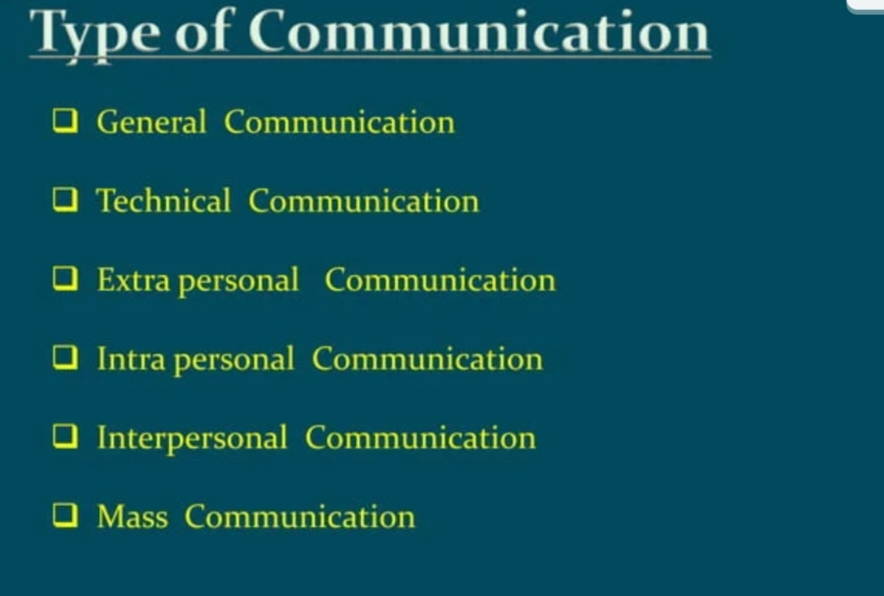 Type of Communication
General Communication
Technical Communication
Extra personal Communication
Intra personal Communication
Interpersonal Communication
Mass Communication